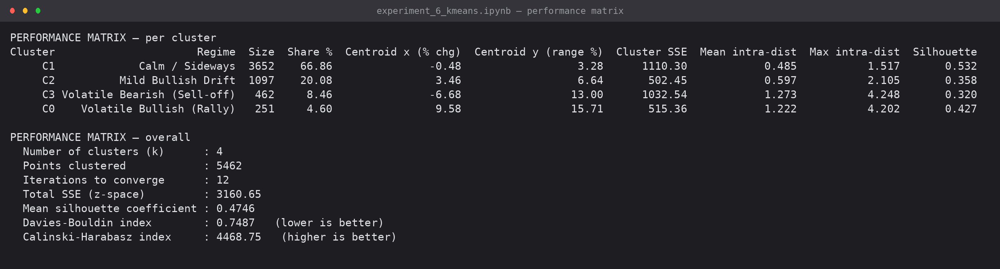 experiment_6_kmeans.ipynb — performance matrix
PERFORMANCE MATRIX — per cluster
Cluster Regime Size Share % Centroid x (% chg) Centroid y (range %) Cluster SSE Mean intra-dist Max intra-dist Silhouette
C1 Calm / Sideways 3652 66.86 -0.48 3.28 1110.30 0.485 1.517 0.532
C2 Mild Bullish Drift 1097 20.08 3.46 6.64 502.45 0.597 2.105 0.358
C3 Volatile Bearish (Sell-off) 462 8.46 -6.68 13.00 1032.54 1.273 4.248 0.320
C0 Volatile Bullish (Rally) 251 4.60 9.58 15.71 515.36 1.222 4.202 0.427
PERFORMANCE MATRIX — overall
Number of clusters (k) : 4
Points clustered : 5462
Iterations to converge : 12
Total SSE (z-space) : 3160.65
Mean silhouette coefficient : 0.4746
Davies-Bouldin index : 0.7487 (lower is better)
Calinski-Harabasz index : 4468.75 (higher is better)